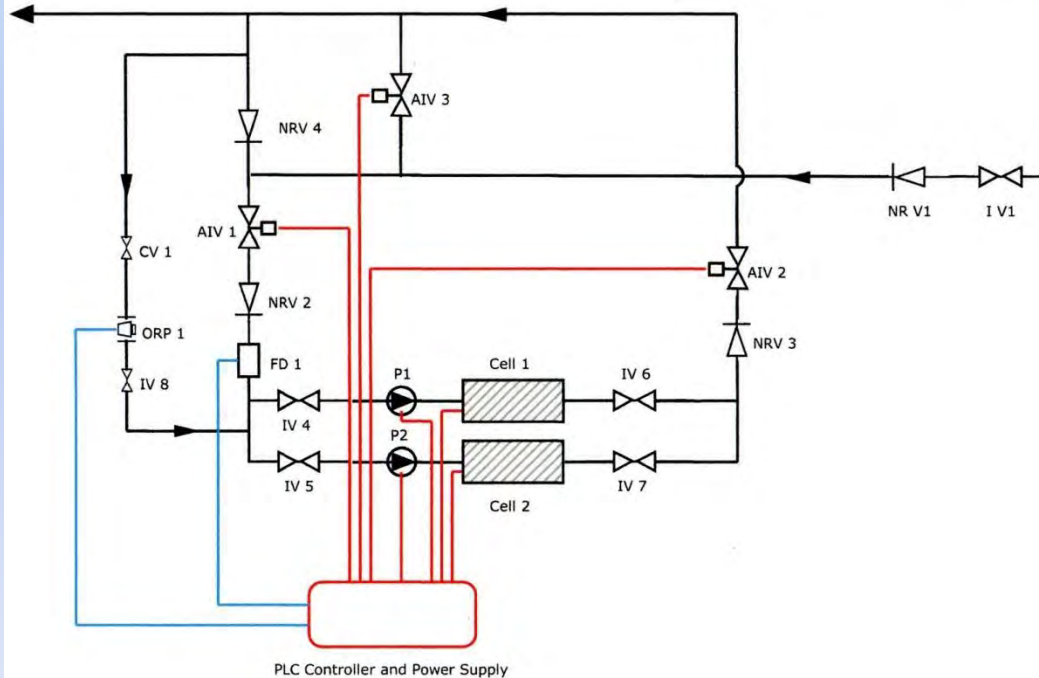 AIV 3
NRV 4
NR V1
I V1
AIV 1
CV 1
AIV 2
NRV 2
ORP 1
NRV 3
FD 1
IV 8
P1
Cell 1
IV 6
IV 4
P2
IV 5
IV 7
Cell 2
PLC Controller and Power Supply